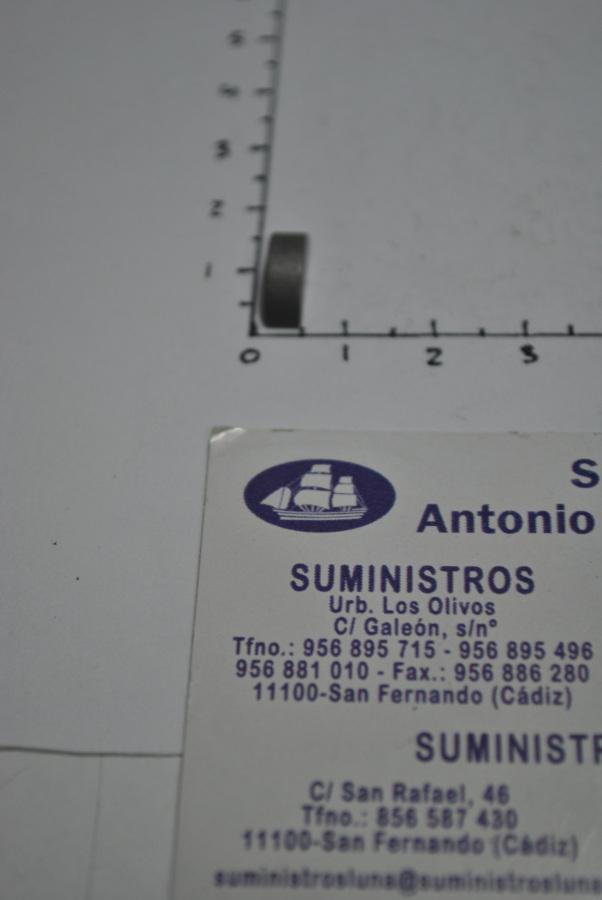 5
4
3
2
1
0 1 2 3
S
Antonio
SUMINISTROS
Urb. Los Olivos
C/ Galeón, s/nº
Tfno.: 956 895 715 - 956 895 496
956 881 010 - Fax.: 956 886 280
11100-San Fernando (Cádiz)
SUMINISTR
C/ San Rafael, 46
Tfno.: 856 587 430
11100-San Fernando (Cádiz)
suministrosluna@suministrosluna